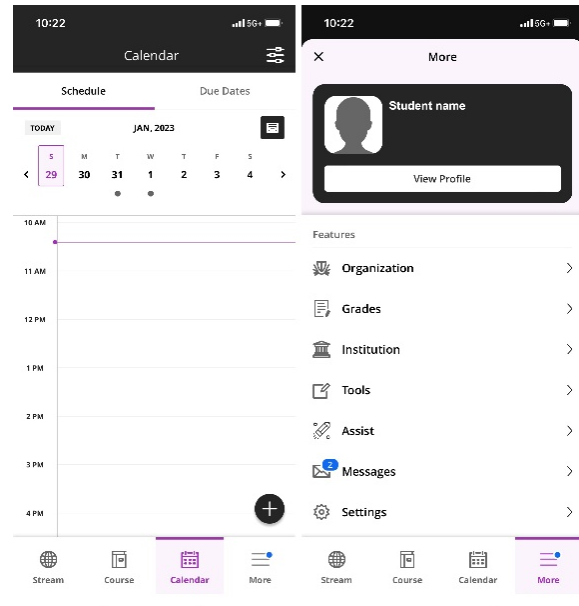 10:22
5G+
Calendar
Schedule
Due Dates
TODAY
JAN, 2023
S M T W T F S
29 30 31 1 2 3 4
10 AM
11 AM
12 PM
1 PM
2 PM
3 PM
4 PM
Stream
Course
Calendar
More
10:22
5G+
More
Student name
View Profile
Features
Organization
Grades
Institution
Tools
Assist
2
Messages
Settings
Stream
Course
Calendar
More